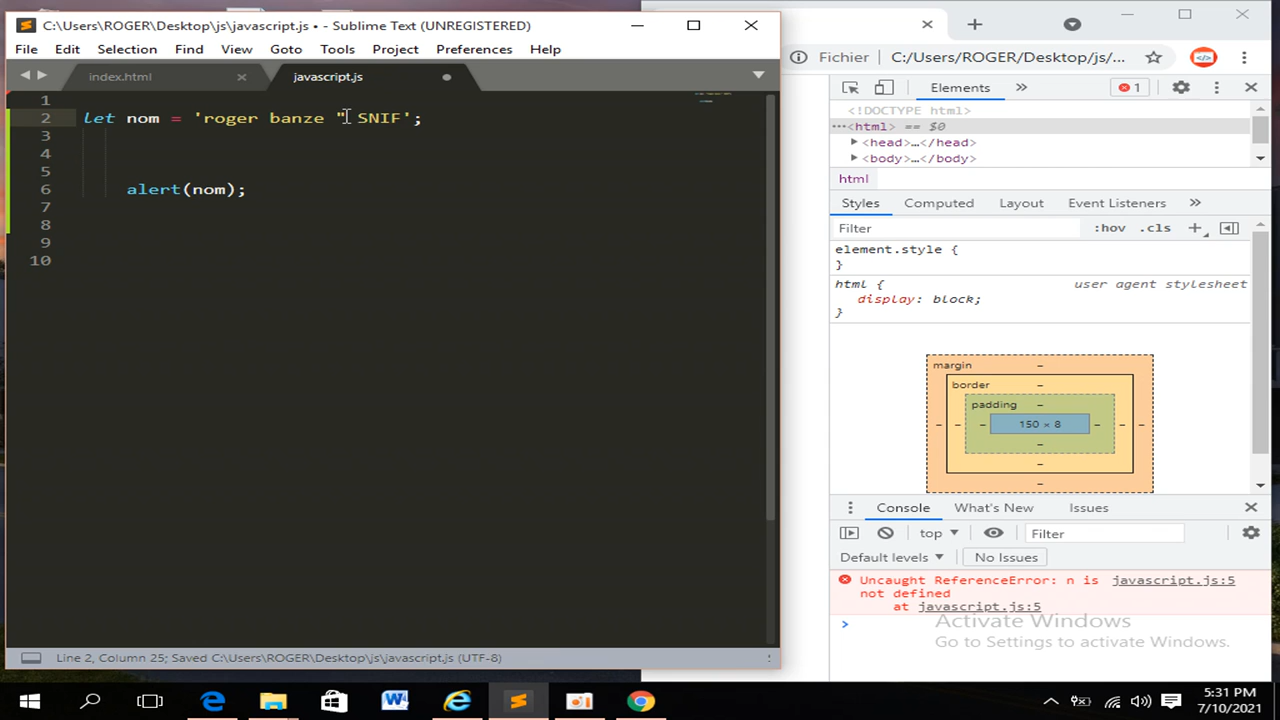 C:\Users\ROGER\Desktop\js\javascript.js • - Sublime Text (UNREGISTERED)
File Edit Selection Find View Goto Tools Project Preferences Help
index.html
javascript.js
1
2 let nom = 'roger banze " SNIF';
3
4
5
6 alert(nom);
7
8
9
10
Line 2, Column 25; Saved C:\Users\ROGER\Desktop\js\javascript.js (UTF-8)
Fichier C:/Users/ROGER/Desktop/js/...
Elements » 1
<!DOCTYPE html>
···<html> == $0
<head>…</head>
<body>…</body>
html
Styles Computed Layout Event Listeners »
Filter :hov .cls +
element.style {
}
html { user agent stylesheet
display: block;
}
margin –
border –
padding –
– – – 150 × 8 – – –
–
–
–
Console What's New Issues
top Filter
Default levels No Issues
Uncaught ReferenceError: n is javascript.js:5
not defined
at javascript.js:5
>
Activate Windows
Go to Settings to activate Windows.
5:31 PM
7/10/2021